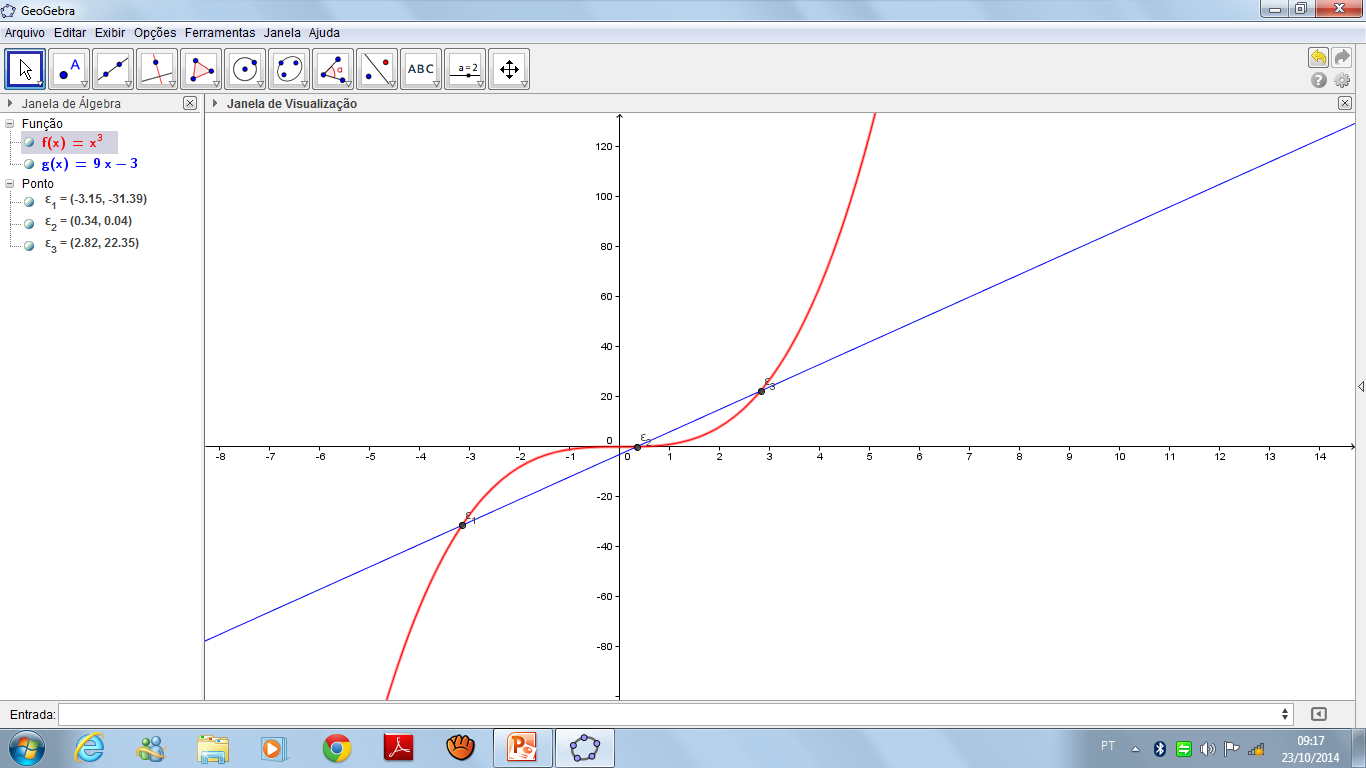 GeoGebra
Arquivo Editar Exibir Opções Ferramentas Janela Ajuda
A
α
ABC
a=2
Janela de Álgebra
Janela de Visualização
Função
f(x) = x³
g(x) = 9 x − 3
Ponto
ε₁ = (-3.15, -31.39)
ε₂ = (0.34, 0.04)
ε₃ = (2.82, 22.35)
120
100
80
60
40
ε₃
20
0
ε₂
-8 -7 -6 -5 -4 -3 -2 -1 0 1 2 3 4 5 6 7 8 9 10 11 12 13 14
-20
ε₁
-40
-60
-80
Entrada:
PT
09:17
23/10/2014